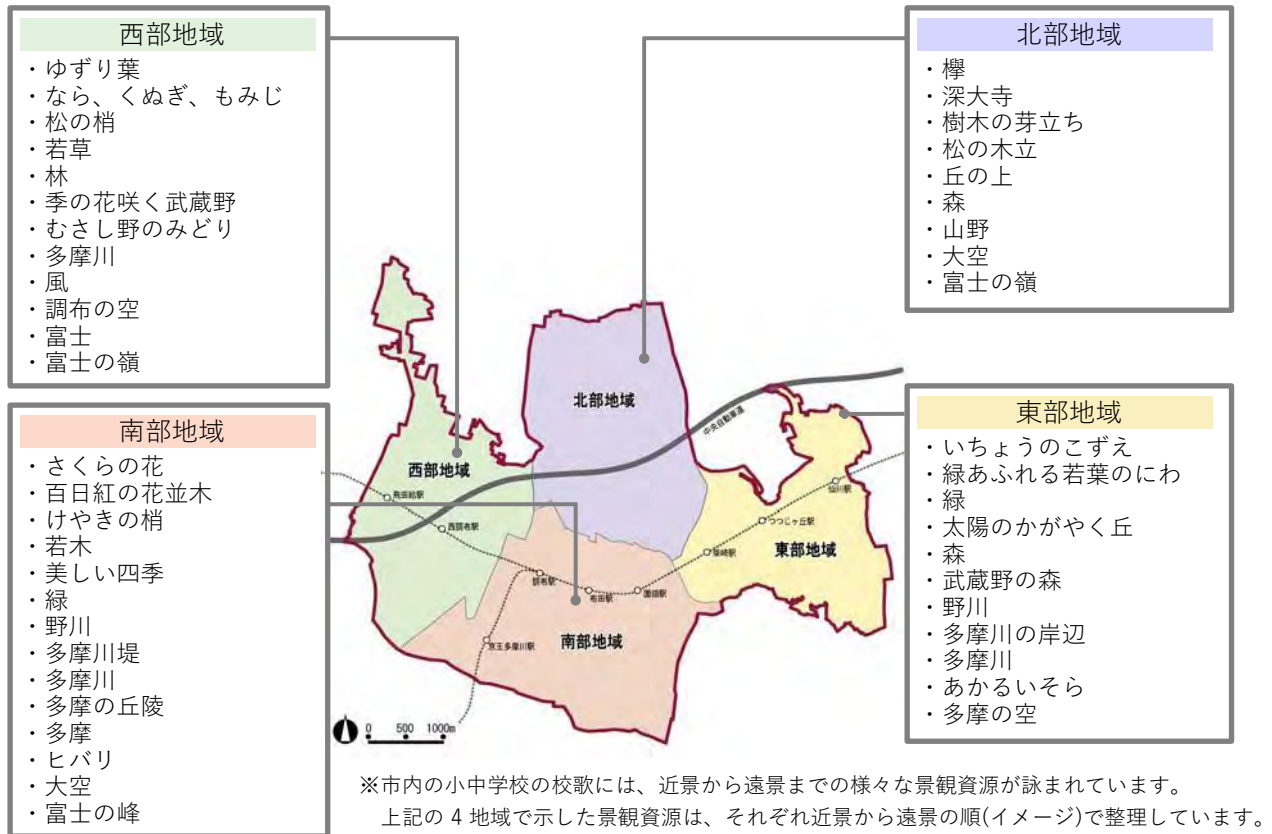 西部地域
・ゆずり葉
・なら、くぬぎ、もみじ
・松の梢
・若草
・林
・季の花咲く武蔵野
・むさし野のみどり
・多摩川
・風
・調布の空
・富士
・富士の嶺
北部地域
・欅
・深大寺
・樹木の芽立ち
・松の木立
・丘の上
・森
・山野
・大空
・富士の嶺
南部地域
・さくらの花
・百日紅の花並木
・けやきの梢
・若木
・美しい四季
・緑
・野川
・多摩川堤
・多摩川
・多摩の丘陵
・多摩
・ヒバリ
・大空
・富士の峰
東部地域
・いちょうのこずえ
・緑あふれる若葉のにわ
・緑
・太陽のかがやく丘
・森
・武蔵野の森
・野川
・多摩川の岸辺
・多摩川
・あかるいそら
・多摩の空
北部地域
中央自動車道
西部地域
飛田給駅
西調布駅
仙川駅
つつじヶ丘駅
柴崎駅
東部地域
調布駅
布田駅
国領駅
京王多摩川駅
南部地域
0 500 1000m
※市内の小中学校の校歌には、近景から遠景までの様々な景観資源が詠まれています。
上記の 4 地域で示した景観資源は、それぞれ近景から遠景の順(イメージ)で整理しています。